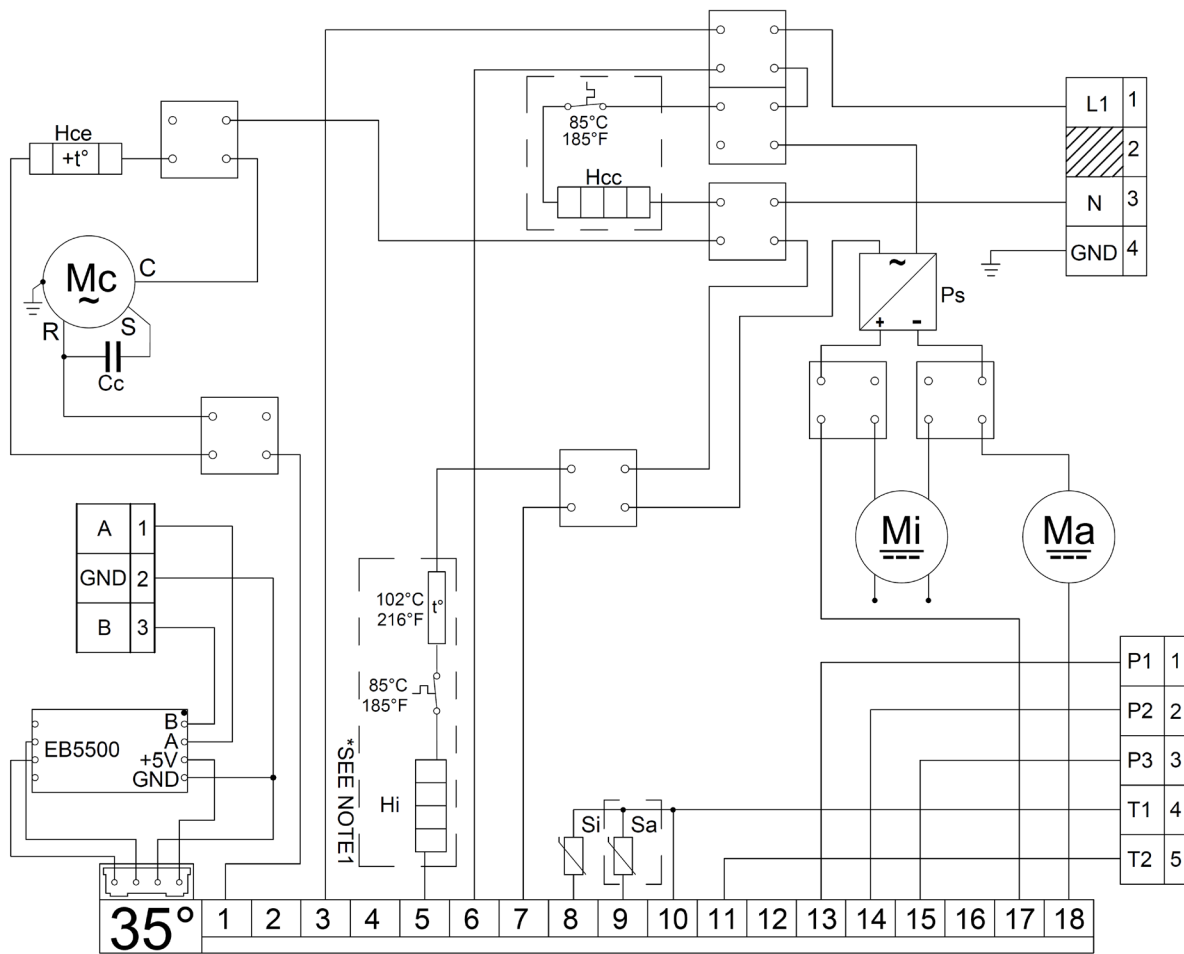 L1 1
2
N 3
GND 4
85°C
185°F
Hcc
Hce
+t°
Mc
~
C
R
S
Cc
~
Ps
+ -
Mi
Ma
A 1
GND 2
B 3
EB5500
B
A
+5V
GND
102°C
216°F
t°
85°C
185°F
Hi
*SEE NOTE1
Si
Sa
P1 1
P2 2
P3 3
T1 4
T2 5
35° 1 2 3 4 5 6 7 8 9 10 11 12 13 14 15 16 17 18